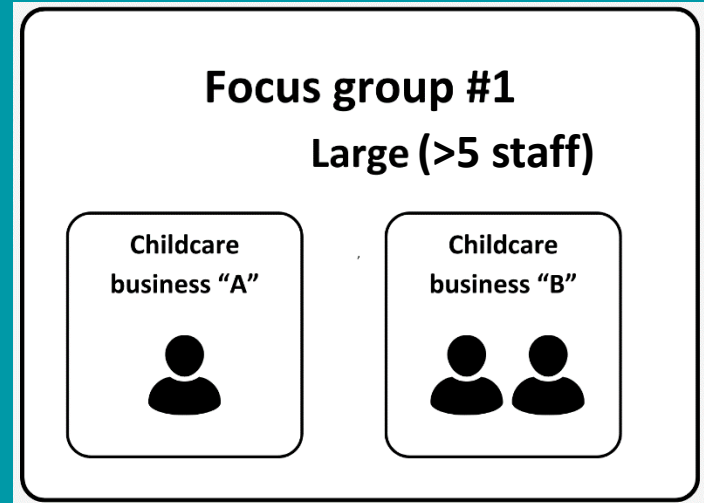 Focus group #1
Large (>5 staff)
Childcare
business “A”
Childcare
business “B”